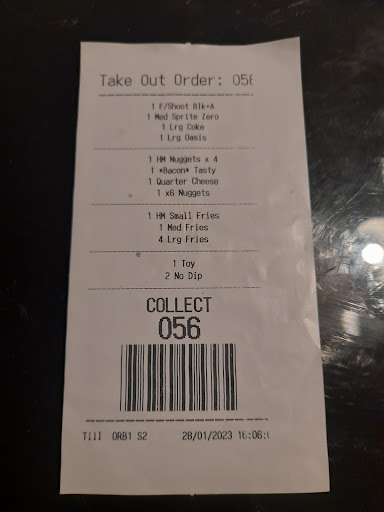 Take Out Order: 056
1 F/Shoot Blk+A
1 Med Sprite Zero
1 Lrg Coke
1 Lrg Oasis
1 HM Nuggets x 4
1 *Bacon* Tasty
1 Quarter Cheese
1 x6 Nuggets
1 HM Small Fries
1 Med Fries
4 Lrg Fries
1 Toy
2 No Dip
COLLECT
056
Till ORB1 S2 28/01/2023 16:06: